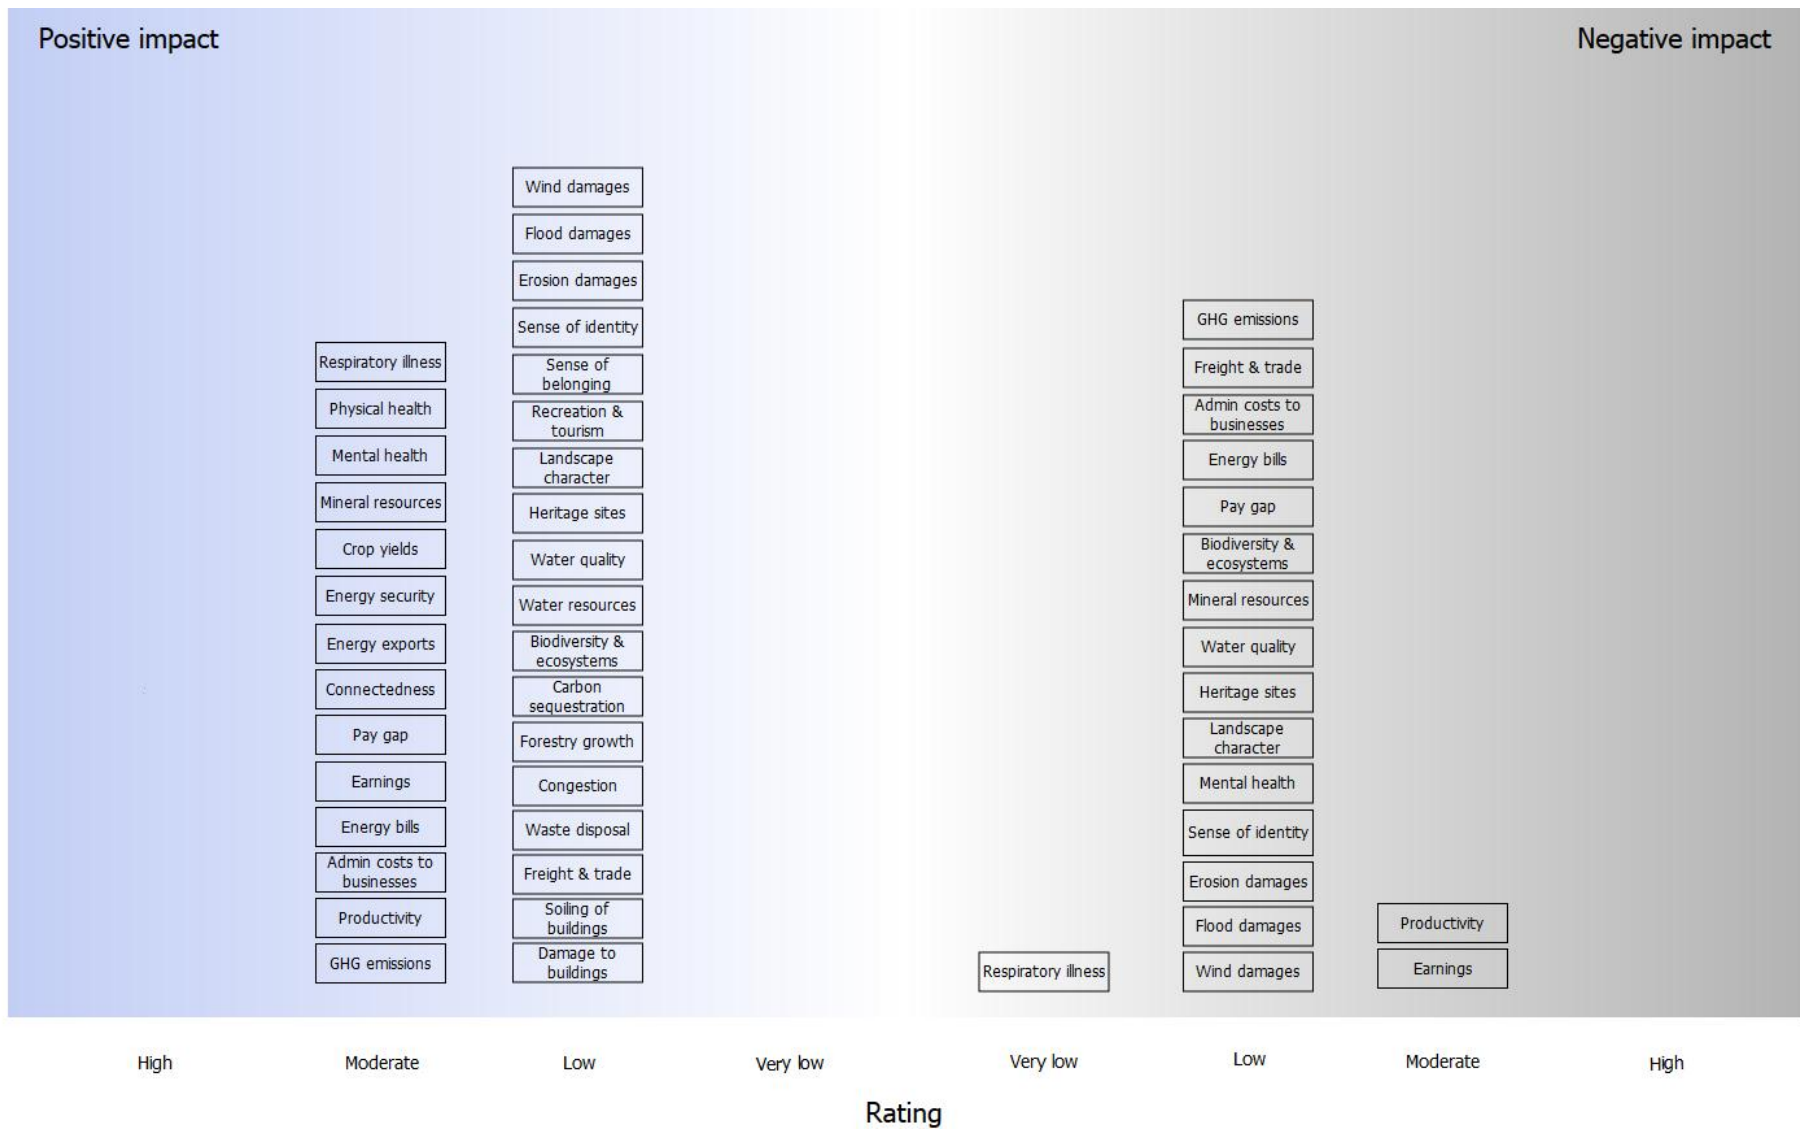 Positive impact
Negative impact
Respiratory illness
Physical health
Mental health
Mineral resources
Crop yields
Energy security
Energy exports
Connectedness
Pay gap
Earnings
Energy bills
Admin costs to
businesses
Productivity
GHG emissions
Wind damages
Flood damages
Erosion damages
Sense of identity
Sense of
belonging
Recreation &
tourism
Landscape
character
Heritage sites
Water quality
Water resources
Biodiversity &
ecosystems
Carbon
sequestration
Forestry growth
Congestion
Waste disposal
Freight & trade
Soiling of
buildings
Damage to
buildings
Respiratory illness
GHG emissions
Freight & trade
Admin costs to
businesses
Energy bills
Pay gap
Biodiversity &
ecosystems
Mineral resources
Water quality
Heritage sites
Landscape
character
Mental health
Sense of identity
Erosion damages
Flood damages
Wind damages
Productivity
Earnings
High
Moderate
Low
Very low
Very low
Low
Moderate
High
Rating